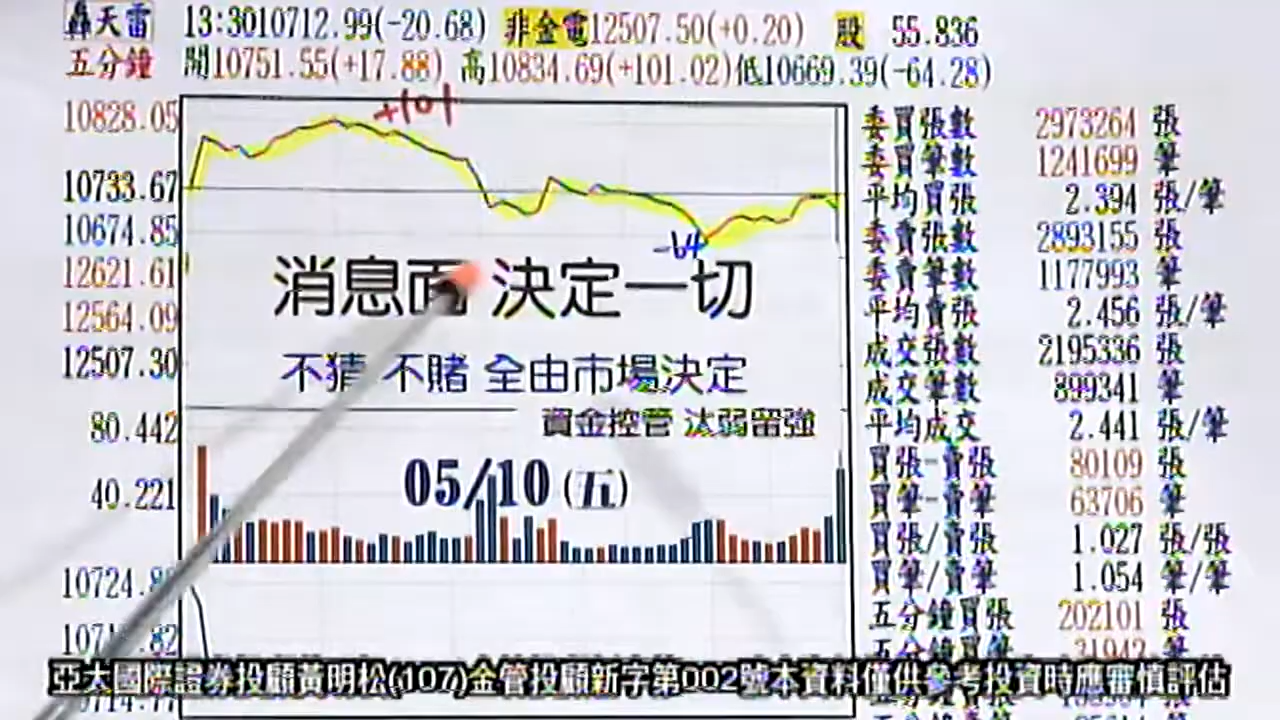 轟天雷 13:30 10712.99(-20.68) 非金電12507.50(+0.20) 股 55.836
五分鐘 開10751.55(+17.88) 高10834.69(+101.02)低10669.39(-64.28)
10828.05
10733.67
10674.85
12621.61
12564.09
12507.30
80.442
40.221
+101
-64
消息面 決定一切
不猜 不賭 全由市場決定
資金控管 汰弱留強
05/10(五)
委買張數 2973264 張
委買筆數 1241699 筆
平均買張 2.394 張/筆
委賣張數 2893155 張
委賣筆數 1177993 筆
平均賣張 2.456 張/筆
成交張數 2195336 張
成交筆數 899341 筆
平均成交 2.441 張/筆
買張-賣張 80109 張
買筆-賣筆 63706 筆
買張/賣張 1.027 張/張
買筆/賣筆 1.054 筆/筆
五分鐘買張 202101 張
亞太國際證券投顧黃明松(107)金管投顧新字第002號本資料僅供參考投資時應審慎評估